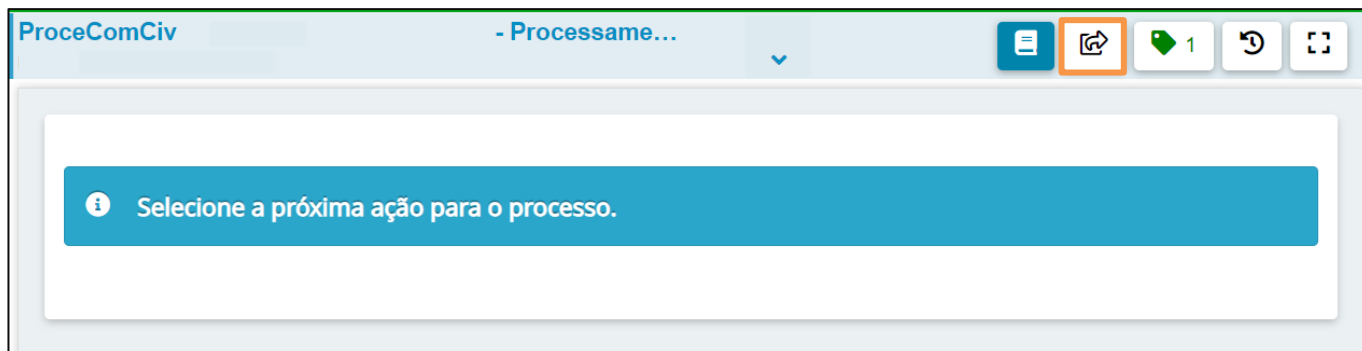 ProceComCiv - Processame...
1
Selecione a próxima ação para o processo.